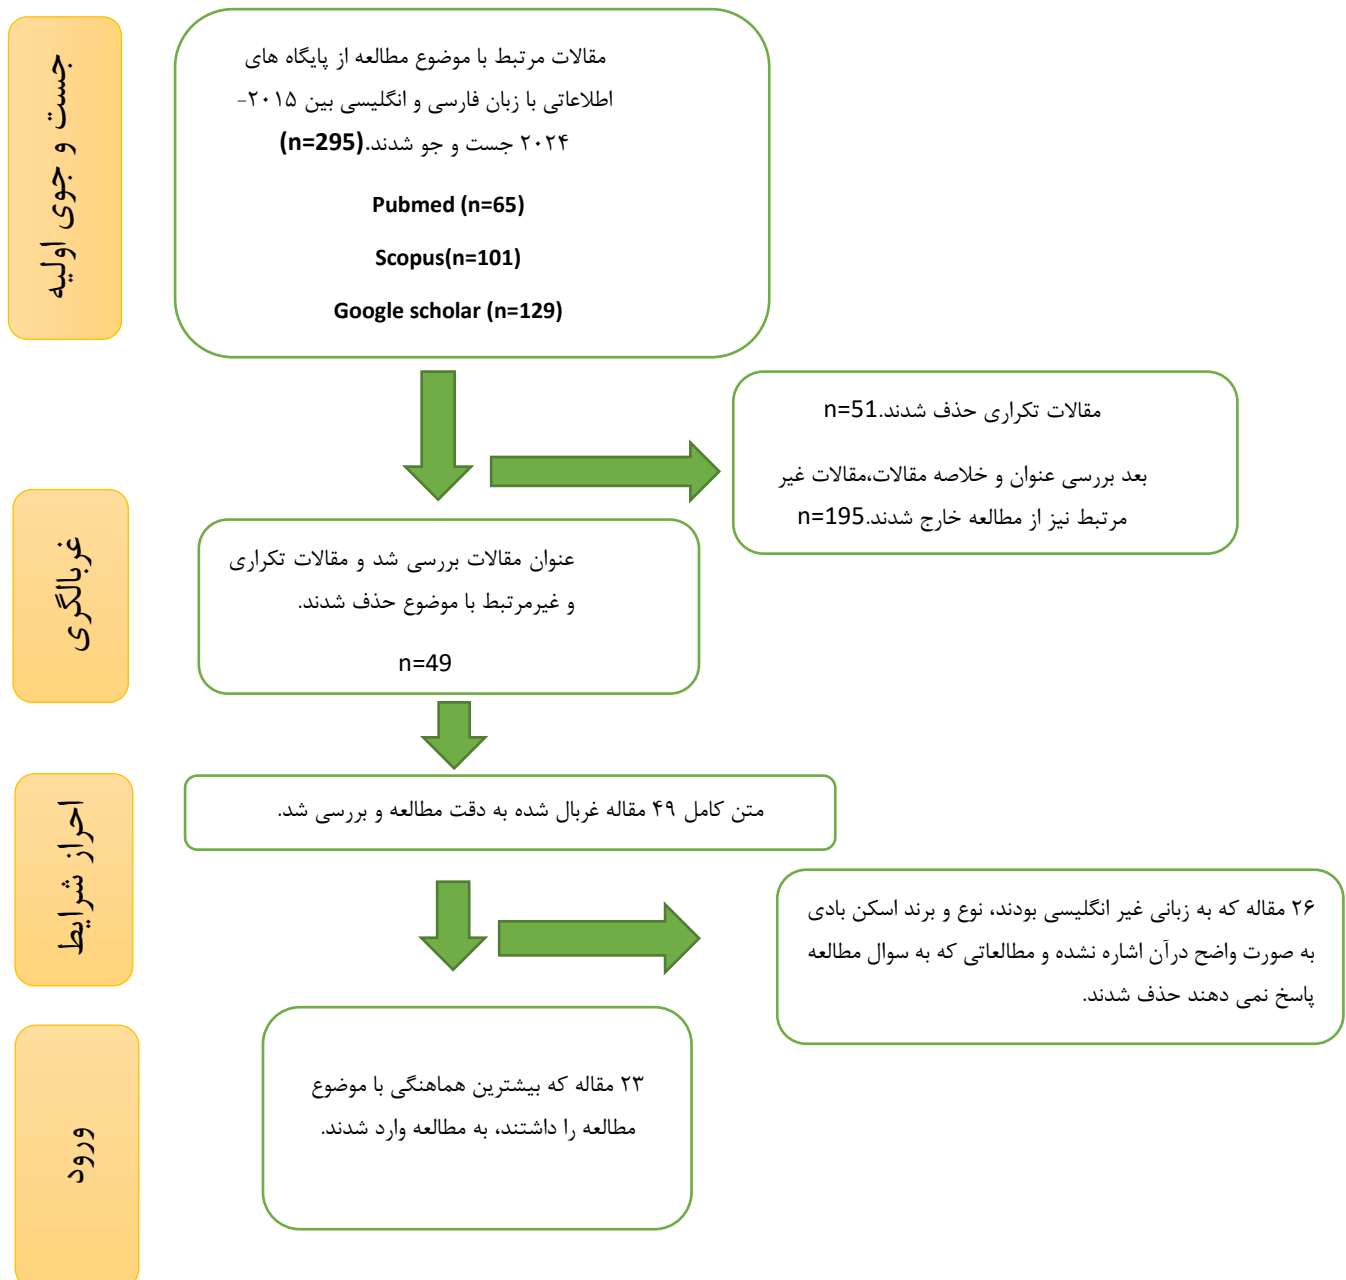 جست و جوی اولیه
مقالات مرتبط با موضوع مطالعه از پایگاه های
اطلاعاتی با زبان فارسی و انگلیسی بین ۲۰۱۵-
۲۰۲۴ جست و جو شدند.(n=295)
Pubmed (n=65)
Scopus(n=101)
Google scholar (n=129)
مقالات تکراری حذف شدند.n=51
بعد بررسی عنوان و خلاصه مقالات،مقالات غیر
مرتبط نیز از مطالعه خارج شدند.n=195
غربالگری
عنوان مقالات بررسی شد و مقالات تکراری
و غیرمرتبط با موضوع حذف شدند.
n=49
احراز شرایط
متن کامل ۴۹ مقاله غربال شده به دقت مطالعه و بررسی شد.
۲۶ مقاله که به زبانی غیر انگلیسی بودند، نوع و برند اسکن بادی
به صورت واضح درآن اشاره نشده و مطالعاتی که به سوال مطالعه
پاسخ نمی دهند حذف شدند.
ورود
۲۳ مقاله که بیشترین هماهنگی با موضوع
مطالعه را داشتند، به مطالعه وارد شدند.